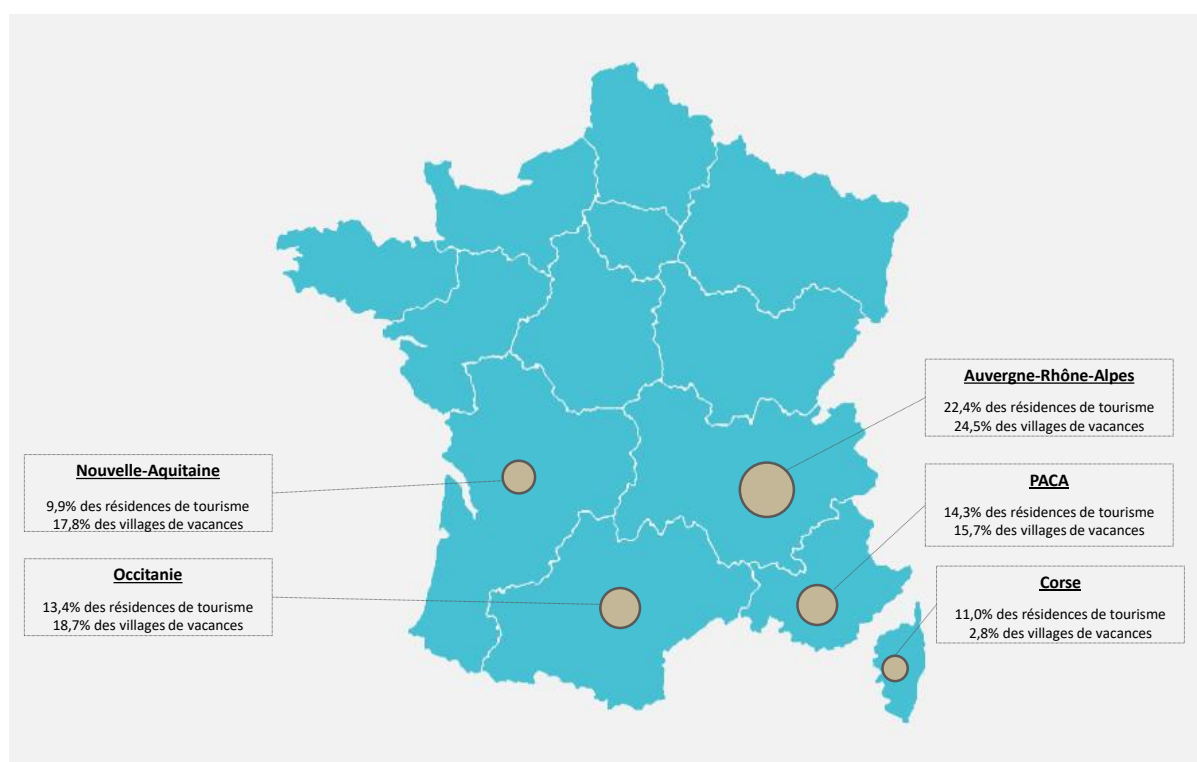 Auvergne-Rhône-Alpes
22,4% des résidences de tourisme
24,5% des villages de vacances
Nouvelle-Aquitaine
9,9% des résidences de tourisme
17,8% des villages de vacances
PACA
14,3% des résidences de tourisme
15,7% des villages de vacances
Occitanie
13,4% des résidences de tourisme
18,7% des villages de vacances
Corse
11,0% des résidences de tourisme
2,8% des villages de vacances